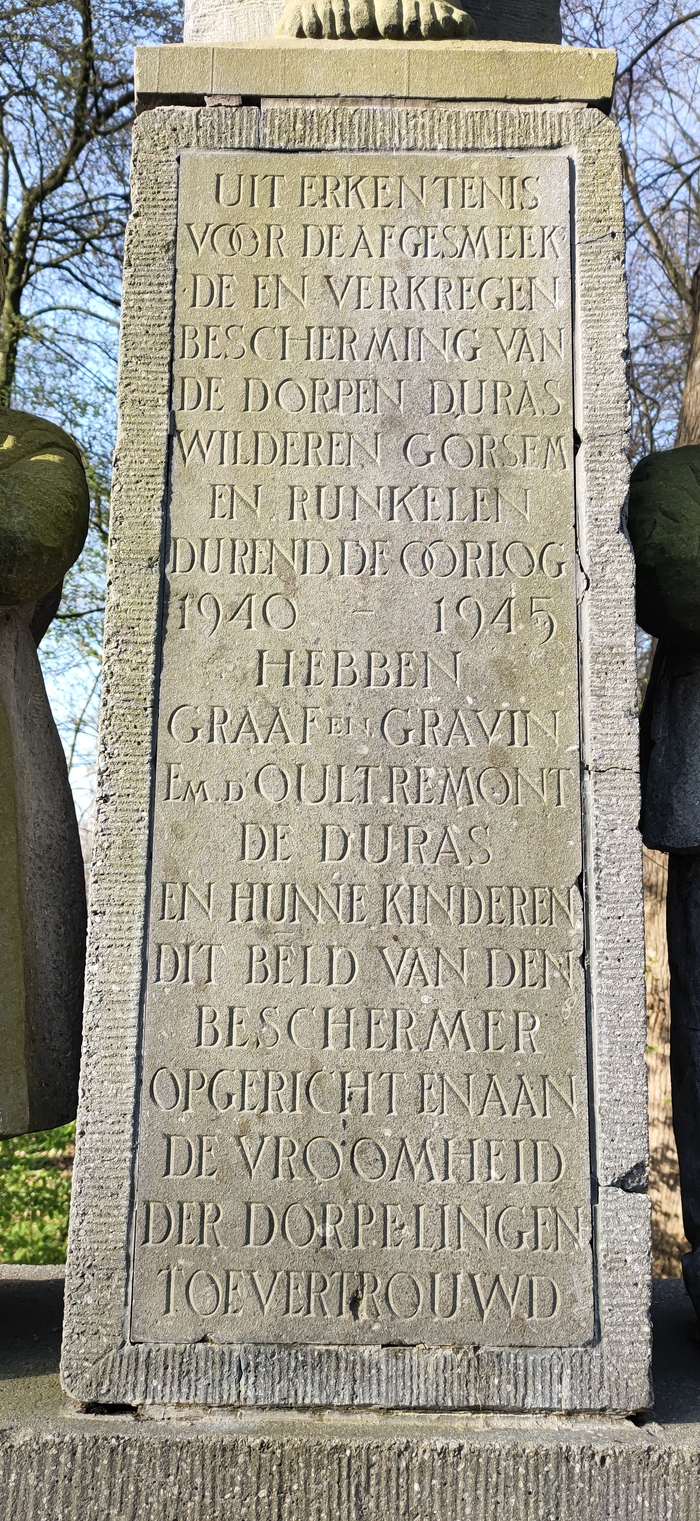 UIT ERKENTENIS
VOOR DE AFGESMEEK
DE EN VERKREGEN
BESCHERMING VAN
DE DORPEN DURAS
WILDEREN GORSEM
EN RUNKELEN
DUREND DE OORLOG
1940 - 1945
HEBBEN
GRAAF EN GRAVIN
EM. D'OULTREMONT
DE DURAS
EN HUNNE KINDEREN
DIT BEELD VAN DEN
BESCHERMER
OPGERICHT EN AAN
DE VROOMHEID
DER DORPELINGEN
TOEVERTROUWD